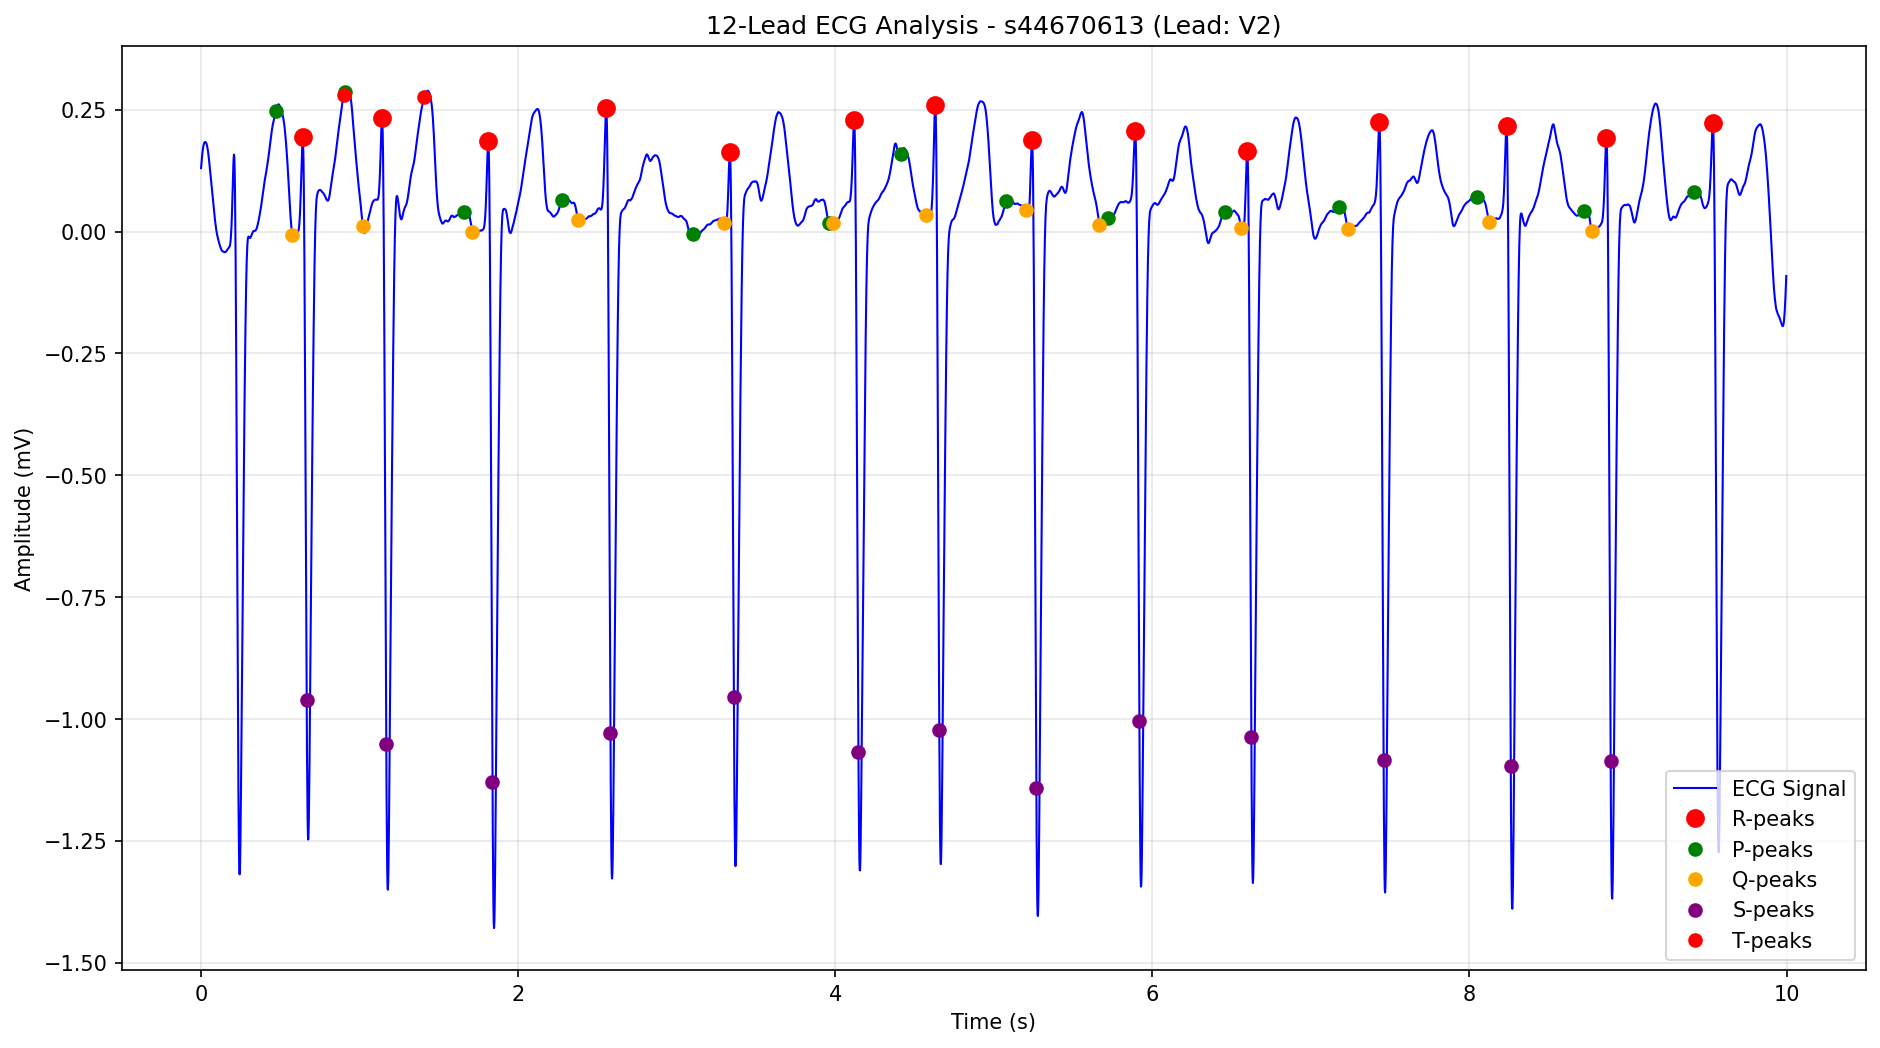 12-Lead ECG Analysis - s44670613 (Lead: V2)
Amplitude (mV)
0.25
0.00
−0.25
−0.50
−0.75
−1.00
−1.25
−1.50
0 2 4 6 8 10
Time (s)
ECG Signal
R-peaks
P-peaks
Q-peaks
S-peaks
T-peaks